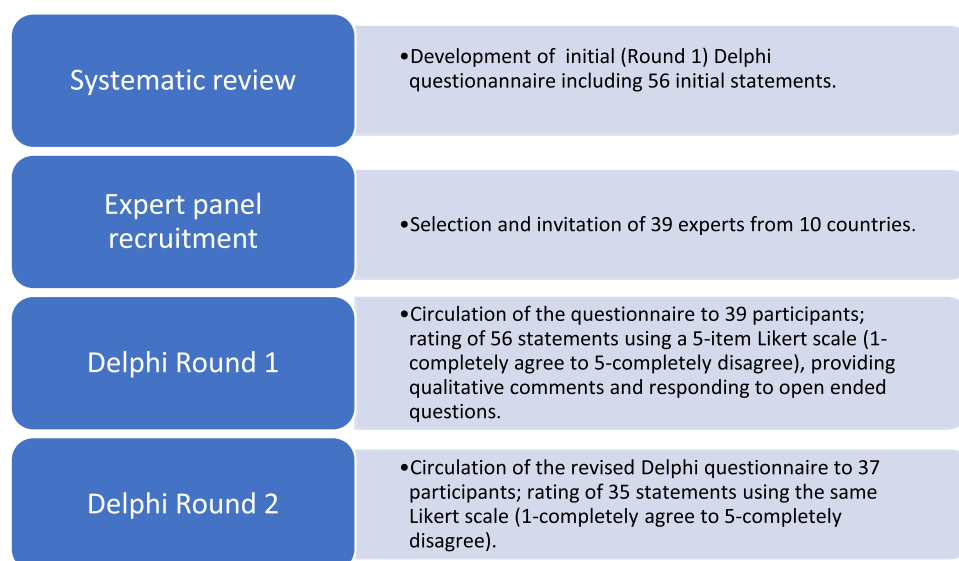 Systematic review
•Development of  initial (Round 1) Delphi
questionannaire including 56 initial statements.
Expert panel
recruitment
•Selection and invitation of 39 experts from 10 countries.
Delphi Round 1
•Circulation of the questionnaire to 39 participants;
rating of 56 statements using a 5-item Likert scale (1-
completely agree to 5-completely disagree), providing
qualitative comments and responding to open ended
questions.
Delphi Round 2
•Circulation of the revised Delphi questionnaire to 37
participants; rating of 35 statements using the same
Likert scale (1-completely agree to 5-completely
disagree).